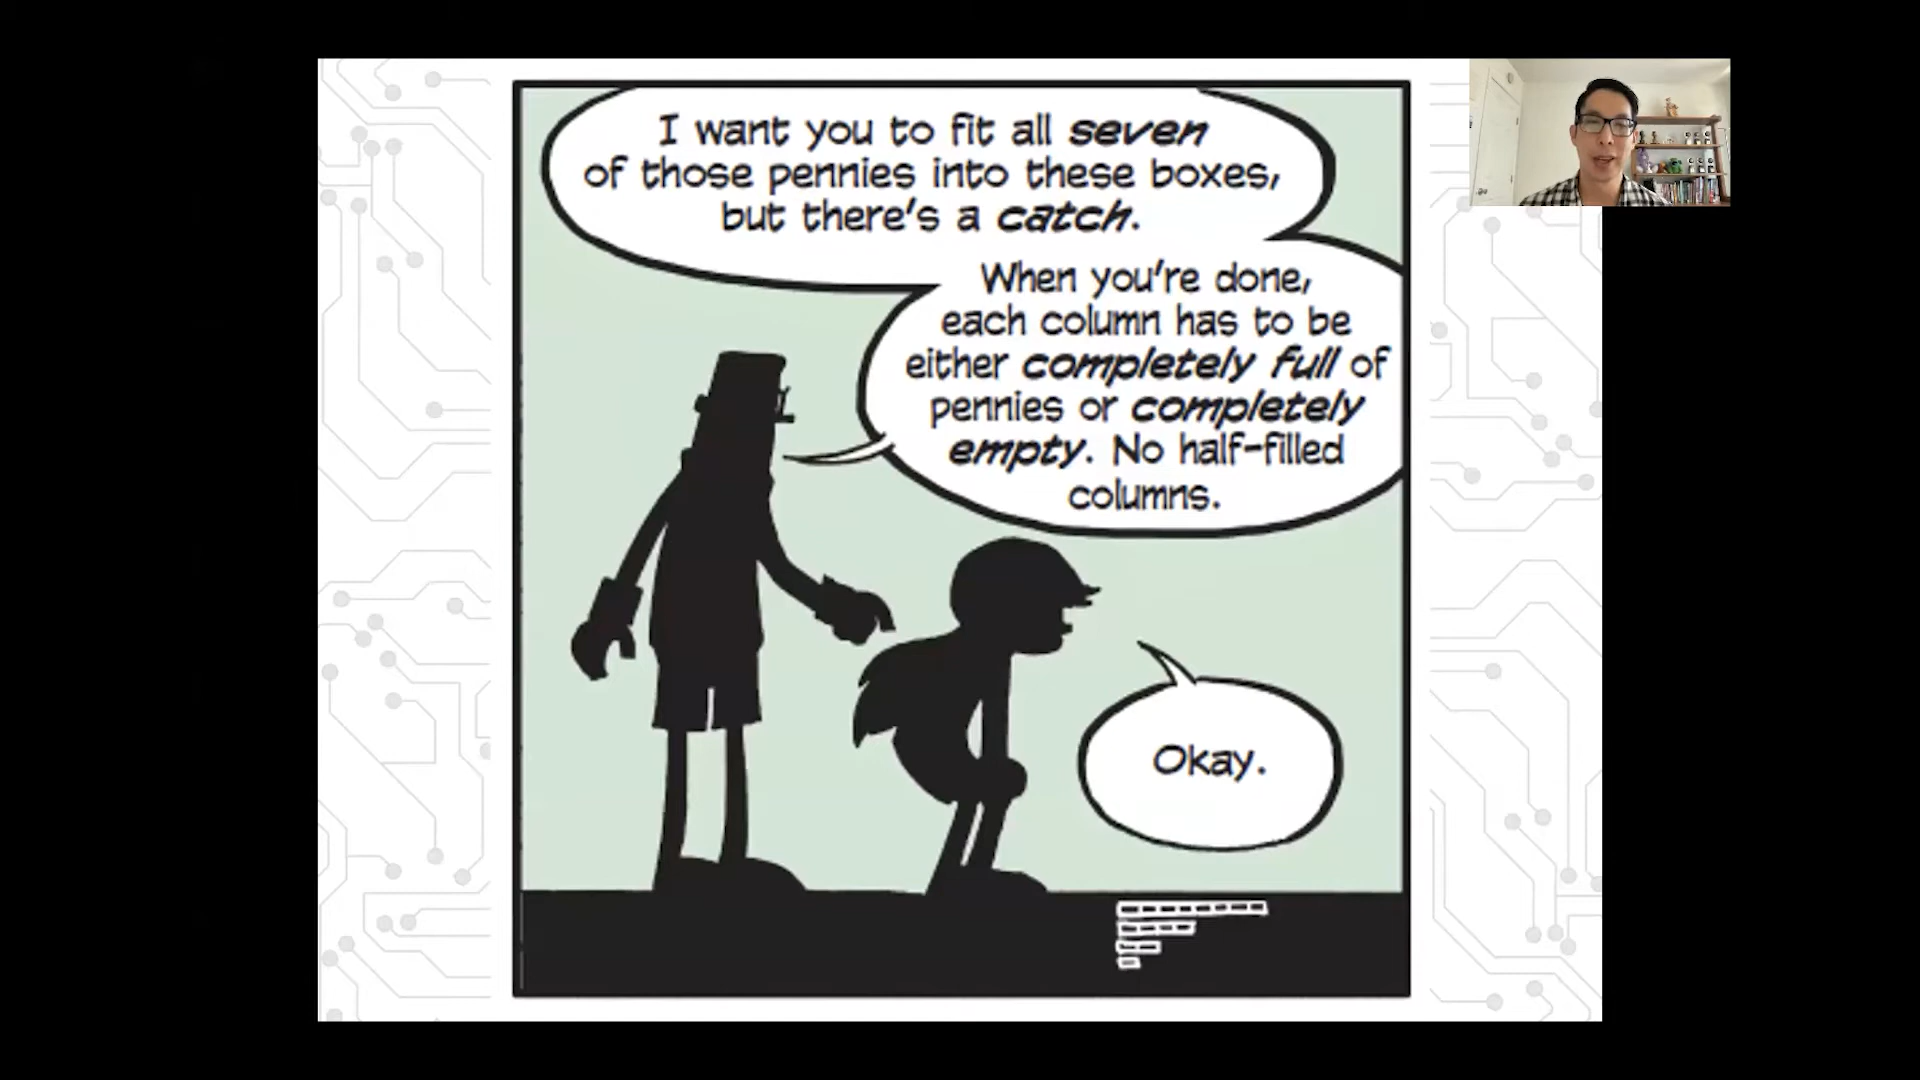 I want you to fit all seven
of those pennies into these boxes,
but there's a catch.
When you're done,
each column has to be
either completely full of
pennies or completely
empty. No half-filled
columns.
Okay.